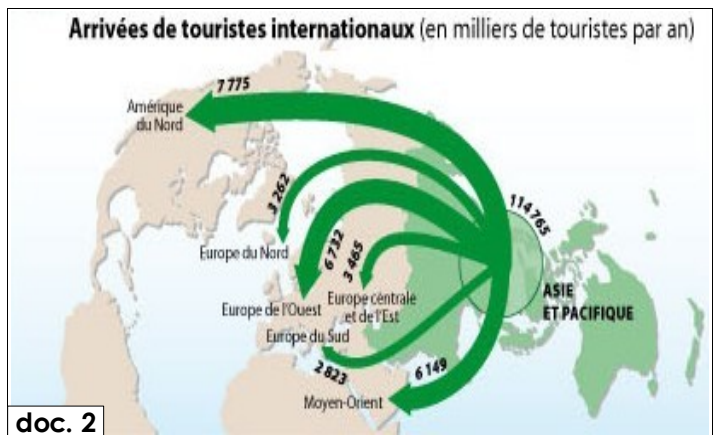 Arrivées de touristes internationaux (en milliers de touristes par an)
7 775
Amérique
du Nord
3 262
6 732
3 465
114 765
Europe du Nord
Europe de l'Ouest
Europe centrale
et de l'Est
ASIE
ET PACIFIQUE
Europe du Sud
2 823
6 149
Moyen-Orient
doc. 2